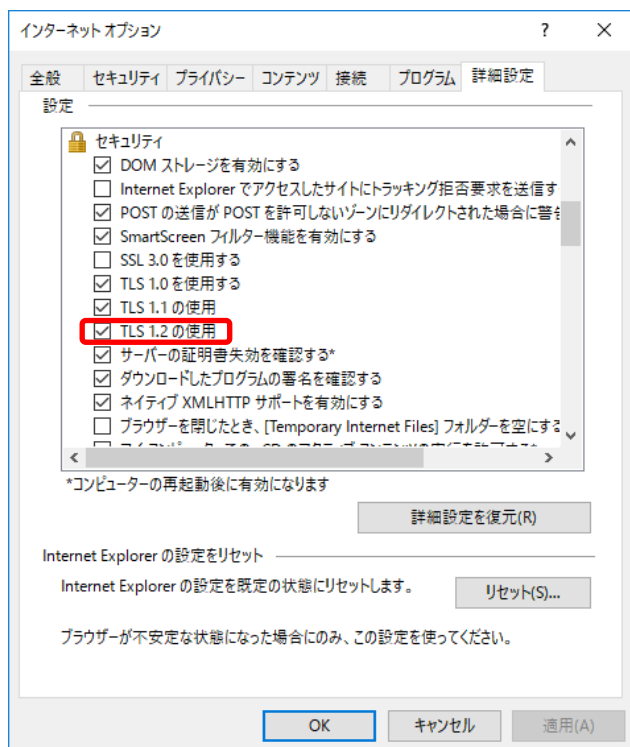 インターネット オプション ? ×
全般 セキュリティ プライバシー コンテンツ 接続 プログラム 詳細設定
設定
セキュリティ
DOM ストレージを有効にする
Internet Explorer でアクセスしたサイトにトラッキング拒否要求を送信す
POST の送信が POST を許可しないゾーンにリダイレクトされた場合に警
SmartScreen フィルター機能を有効にする
SSL 3.0 を使用する
TLS 1.0 を使用する
TLS 1.1 の使用
TLS 1.2 の使用
サーバーの証明書失効を確認する*
ダウンロードしたプログラムの署名を確認する
ネイティブ XMLHTTP サポートを有効にする
ブラウザーを閉じたとき、[Temporary Internet Files] フォルダーを空にする
*コンピューターの再起動後に有効になります
詳細設定を復元(R)
Internet Explorer の設定をリセット
Internet Explorer の設定を既定の状態にリセットします。
リセット(S)...
ブラウザーが不安定な状態になった場合にのみ、この設定を使ってください。
OK キャンセル 適用(A)